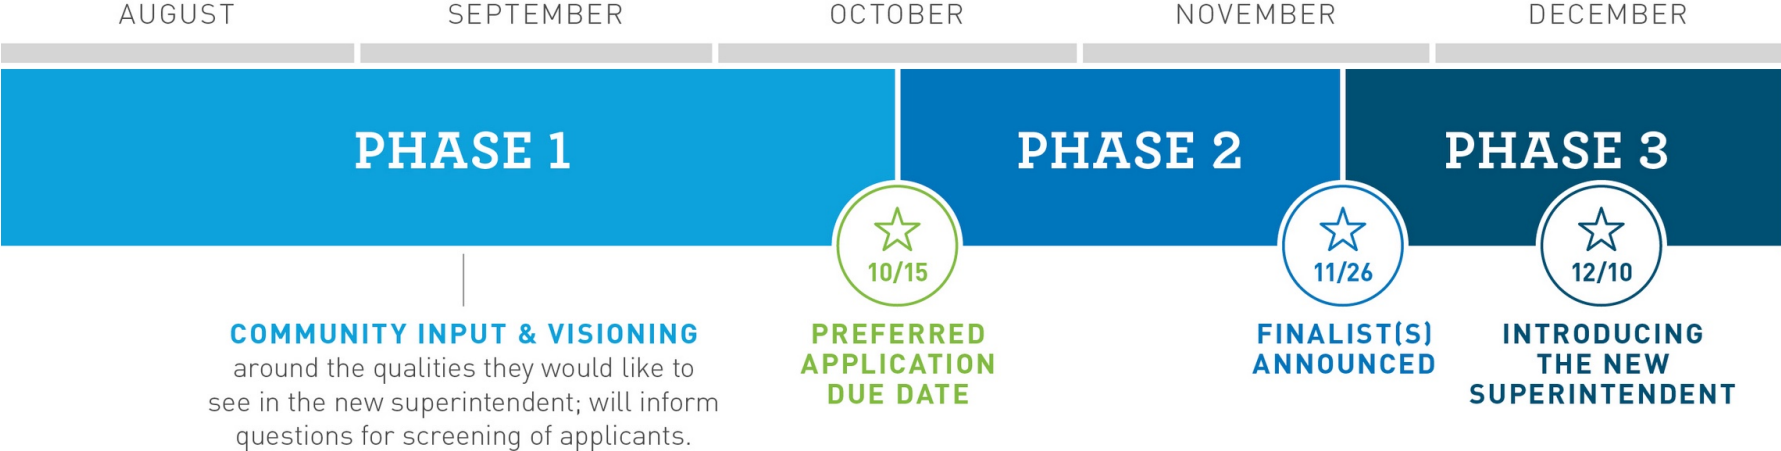 AUGUST
SEPTEMBER
OCTOBER
NOVEMBER
DECEMBER
PHASE 1
PHASE 2
PHASE 3
10/15
11/26
12/10
COMMUNITY INPUT & VISIONING
around the qualities they would like to
see in the new superintendent; will inform
questions for screening of applicants.
PREFERRED
APPLICATION
DUE DATE
FINALIST(S)
ANNOUNCED
INTRODUCING
THE NEW
SUPERINTENDENT